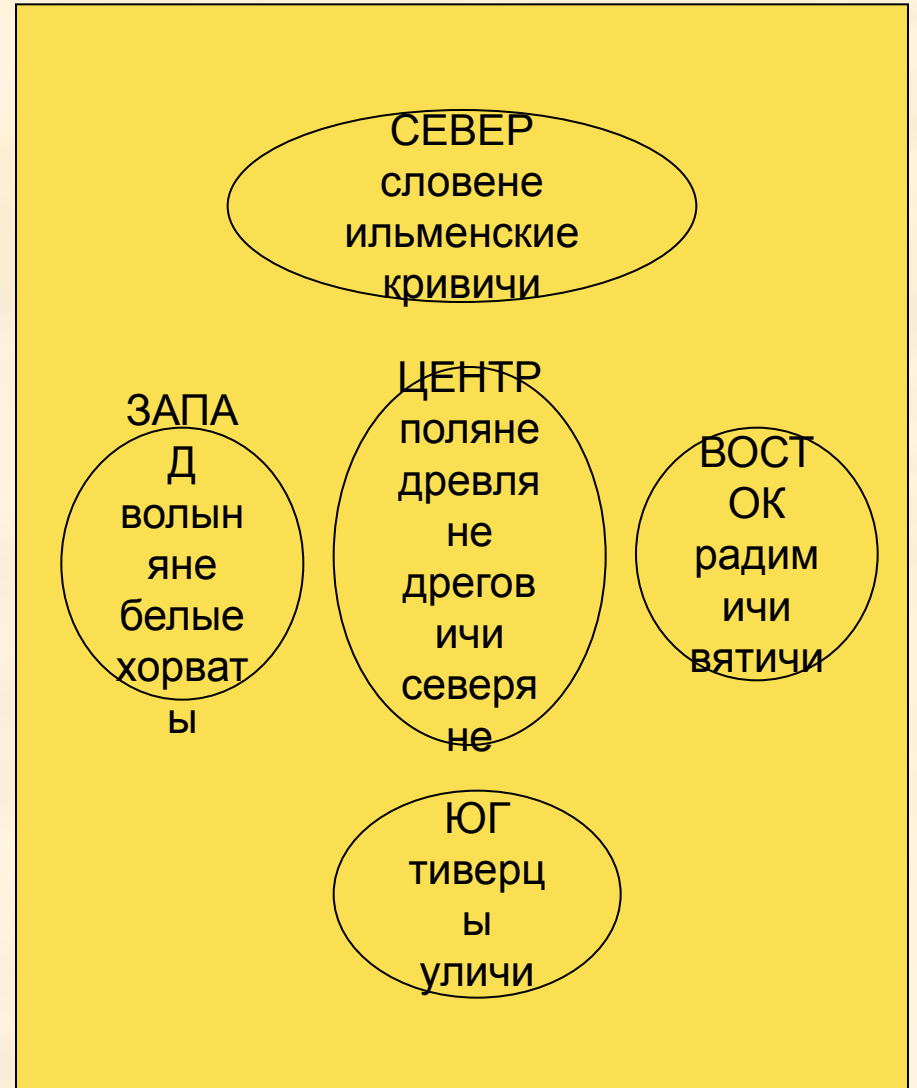 СЕВЕР
словене
ильменские
кривичи
ЗАПА
Д
волын
яне
белые
хорват
ы
ЦЕНТР
поляне
древля
не
дрегов
ичи
северя
не
ВОСТ
ОК
радим
ичи
вятичи
ЮГ
тиверц
ы
уличи